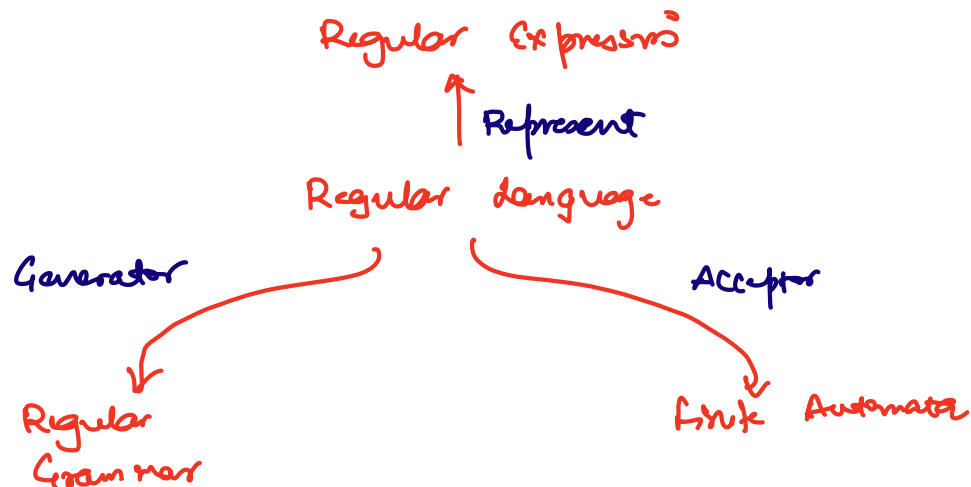 Regular Expression
Represent
Regular Language
Generator
Acceptor
Regular
Grammar
Finite Automata